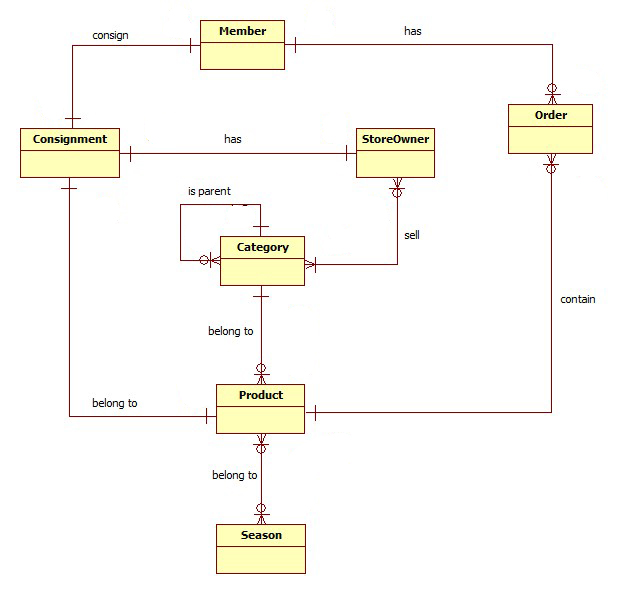 Member
consign
has
Order
Consignment
has
StoreOwner
is parent
sell
Category
contain
belong to
Product
belong to
belong to
Season